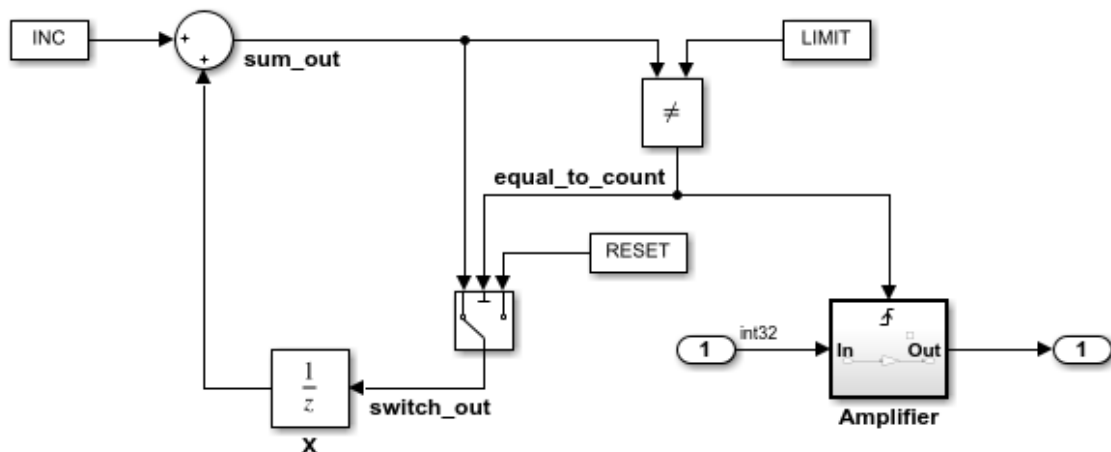 INC
+
+
sum_out
LIMIT
≠
equal_to_count
RESET
1
z
X
switch_out
1
int32
In
Out
Amplifier
1